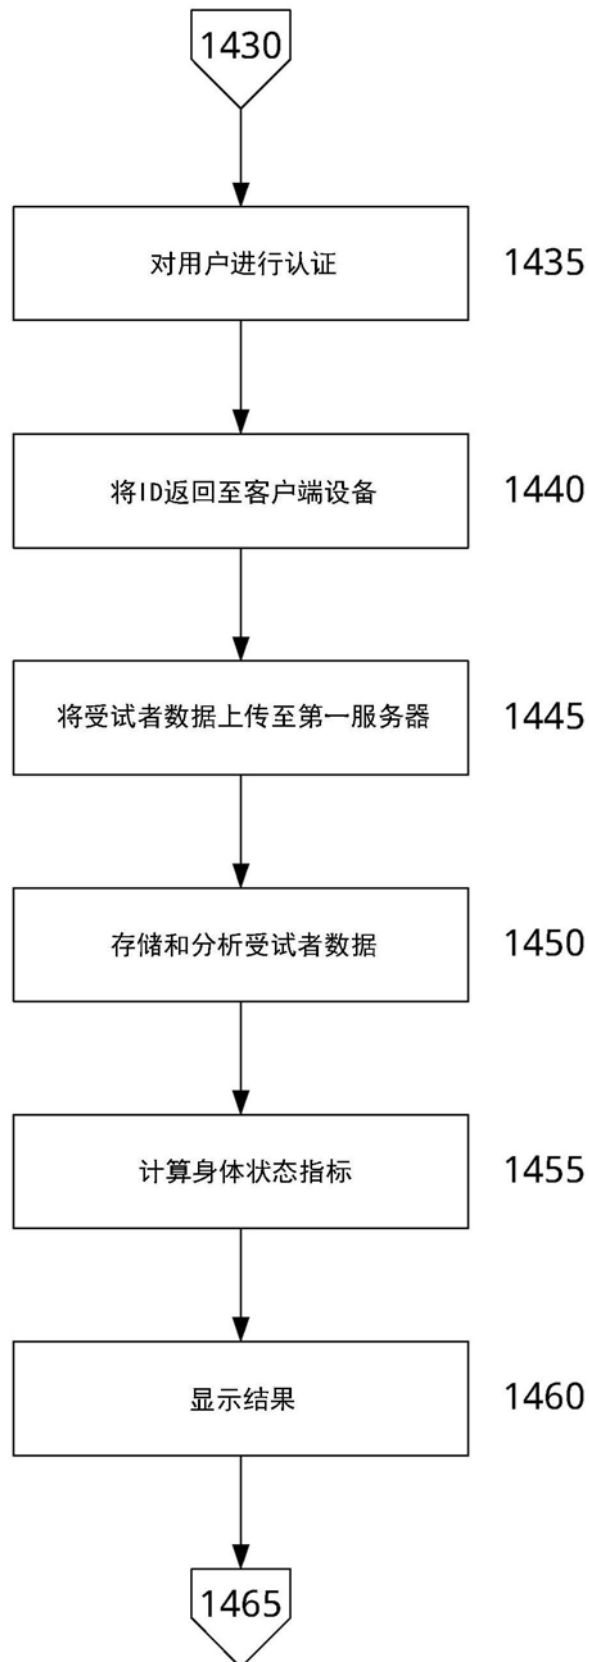 1430
对用户进行认证
1435
将ID返回至客户端设备
1440
将受试者数据上传至第一服务器
1445
存储和分析受试者数据
1450
计算身体状态指标
1455
显示结果
1460
1465